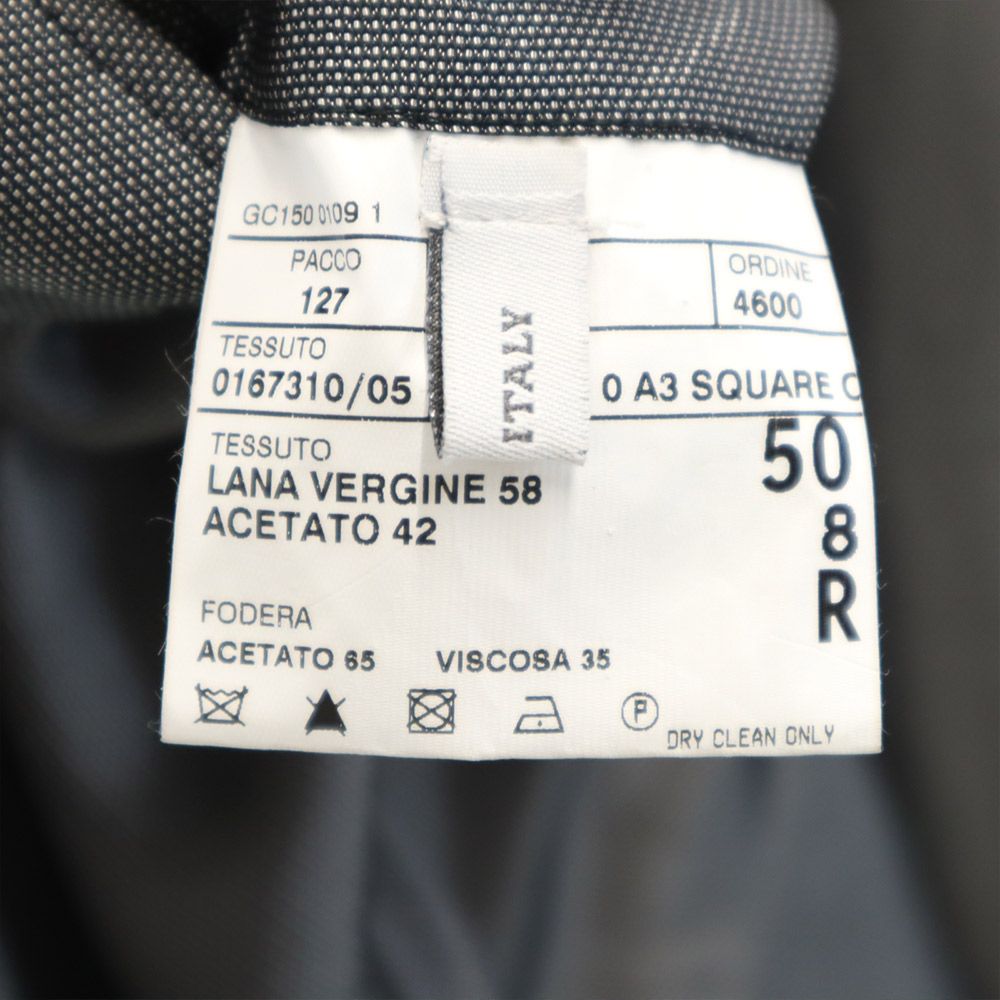 GC150 0109 1
PACCO
127
ORDINE
4600
ITALY
TESSUTO
0167310/05
0 A3 SQUARE
TESSUTO
LANA VERGINE 58
ACETATO 42
50
8
R
FODERA
ACETATO 65 VISCOSA 35
P
DRY CLEAN ONLY